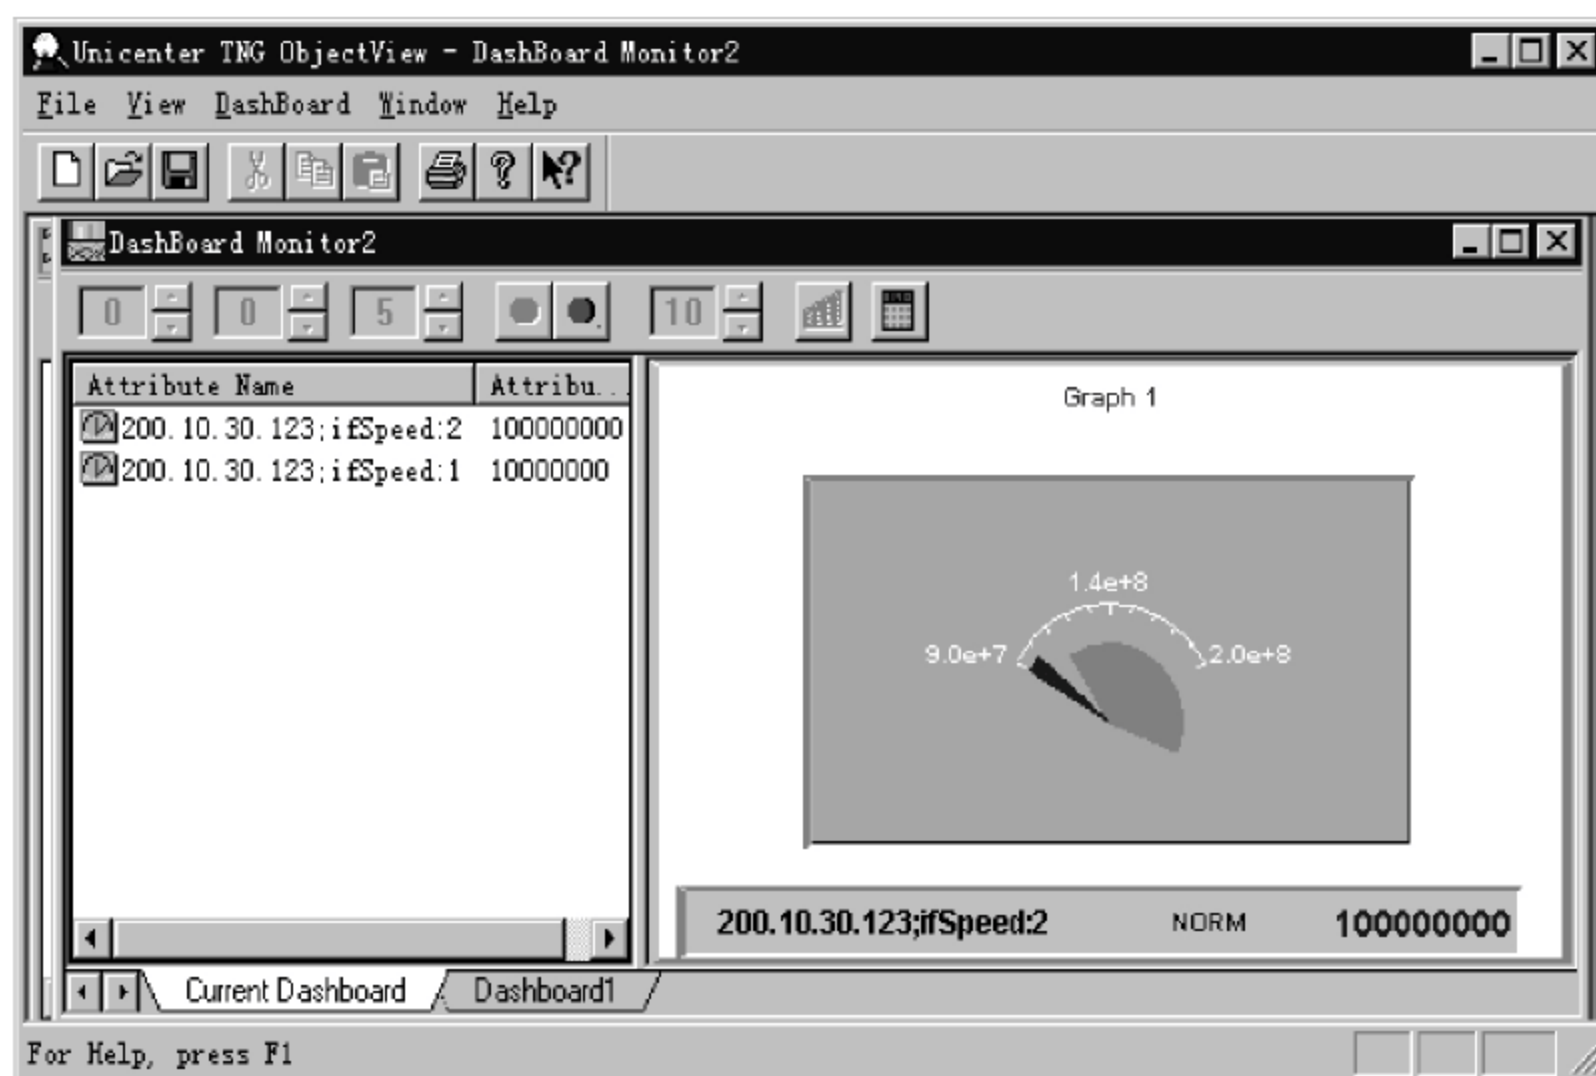 Unicenter TNG ObjectView - DashBoard Monitor2
File View DashBoard Window Help
DashBoard Monitor2
0 0 5 10
Attribute Name Attribu...
200.10.30.123;ifSpeed:2 100000000
200.10.30.123;ifSpeed:1 10000000
Graph 1
1.4e+8
9.0e+7 2.0e+8
200.10.30.123;ifSpeed:2 NORM 100000000
Current Dashboard Dashboard1
For Help, press F1